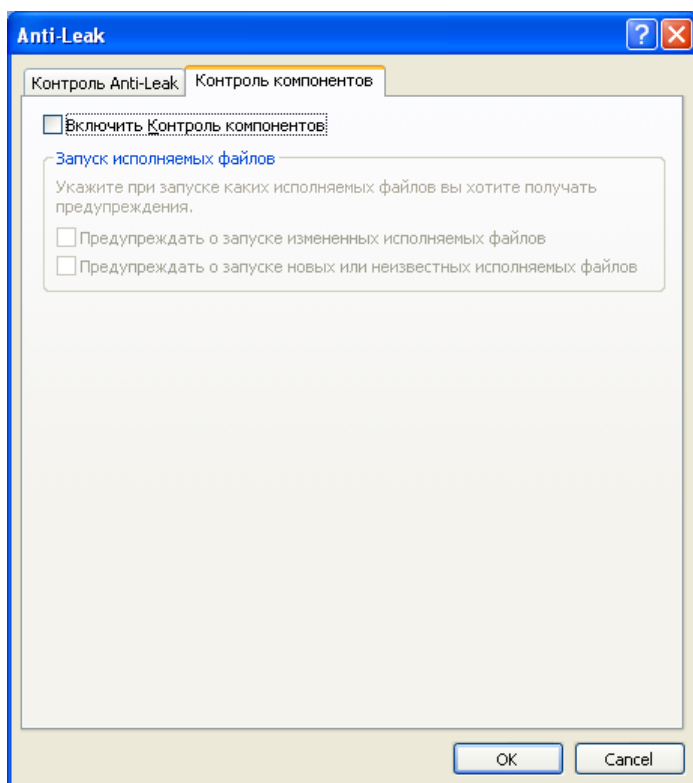 Anti-Leak
Контроль Anti-Leak
Контроль компонентов
Включить Контроль компонентов
Запуск исполняемых файлов
Укажите при запуске каких исполняемых файлов вы хотите получать
предупреждения.
Предупреждать о запуске измененных исполняемых файлов
Предупреждать о запуске новых или неизвестных исполняемых файлов
OK
Cancel